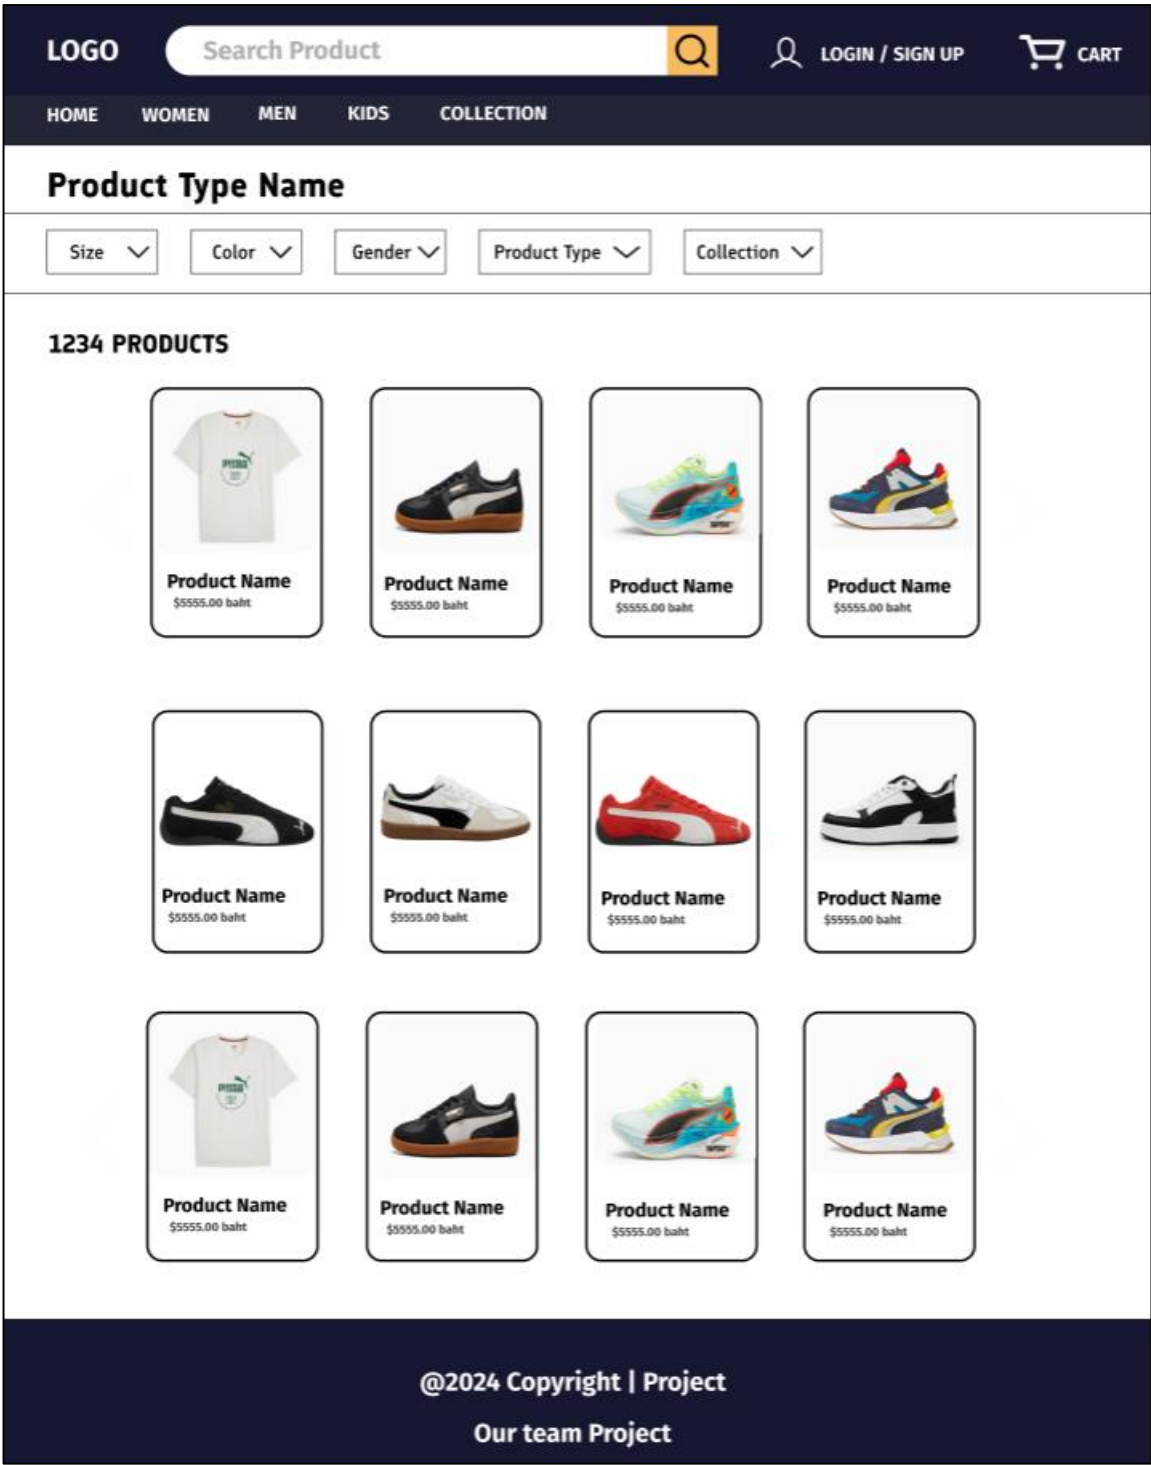 LOGO
Search Product
LOGIN / SIGN UP
CART
HOME WOMEN MEN KIDS COLLECTION
Product Type Name
Size Color Gender Product Type Collection
1234 PRODUCTS
Product Name
$5555.00 baht
Product Name
$5555.00 baht
Product Name
$5555.00 baht
Product Name
$5555.00 baht
Product Name
$5555.00 baht
Product Name
$5555.00 baht
Product Name
$5555.00 baht
Product Name
$5555.00 baht
Product Name
$5555.00 baht
Product Name
$5555.00 baht
Product Name
$5555.00 baht
Product Name
$5555.00 baht
@2024 Copyright | Project
Our team Project